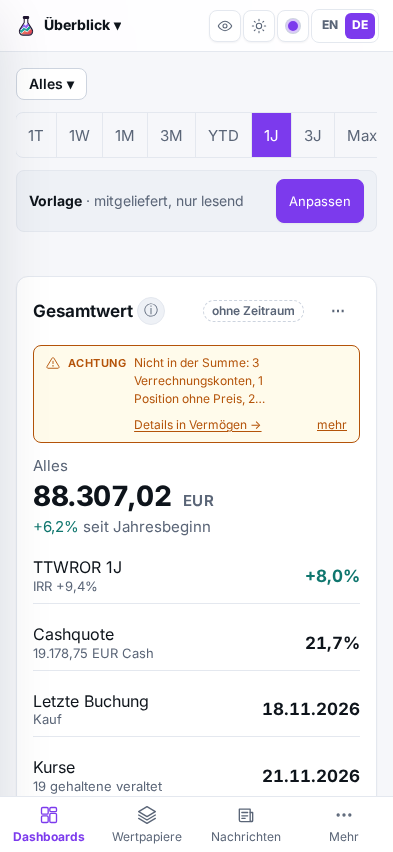 Überblick ▾
EN DE
Alles ▾
1T 1W 1M 3M YTD 1J 3J Max
Vorlage · mitgeliefert, nur lesend
Anpassen
Gesamtwert ⓘ
ohne Zeitraum
⋯
ACHTUNG
Nicht in der Summe: 3
Verrechnungskonten, 1
Position ohne Preis, 2…
Details in Vermögen →
mehr
Alles
88.307,02 EUR
+6,2% seit Jahresbeginn
TTWROR 1J
IRR +9,4%
+8,0%
Cashquote
19.178,75 EUR Cash
21,7%
Letzte Buchung
Kauf
18.11.2026
Kurse
19 gehaltene veraltet
21.11.2026
Dashboards
Wertpapiere
Nachrichten
Mehr